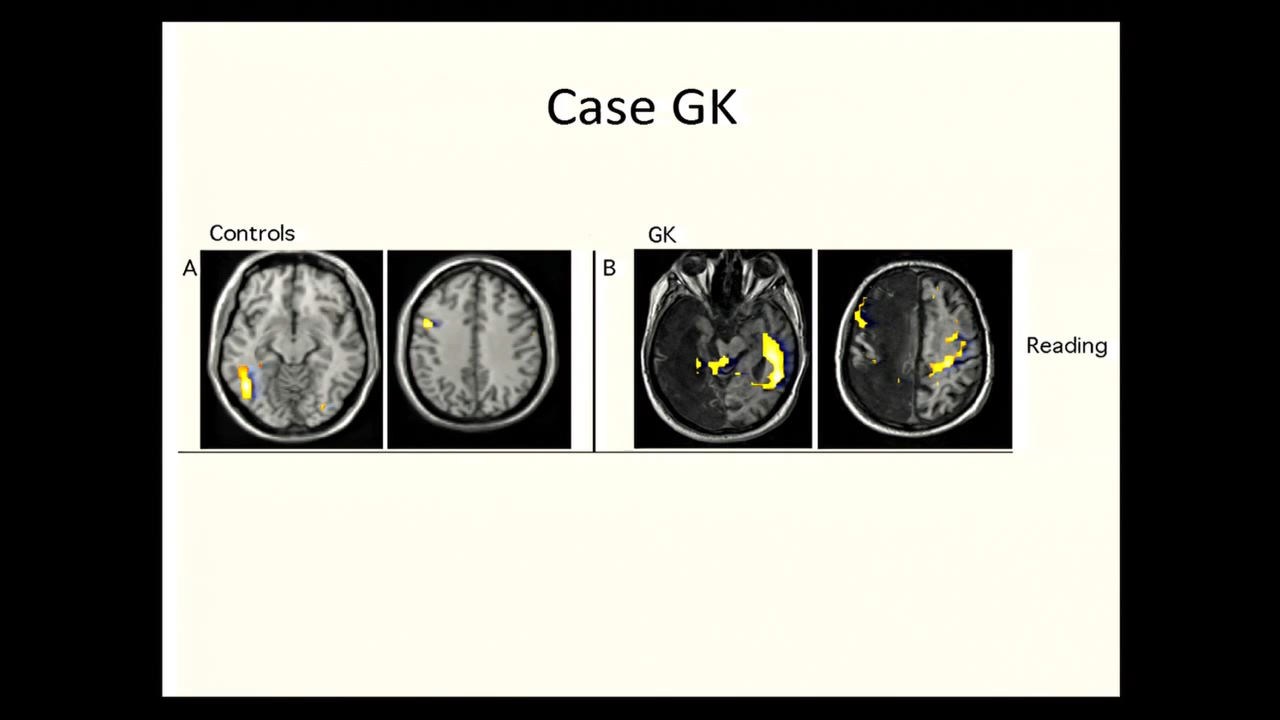 Case GK
Controls
GK
A
B
Reading